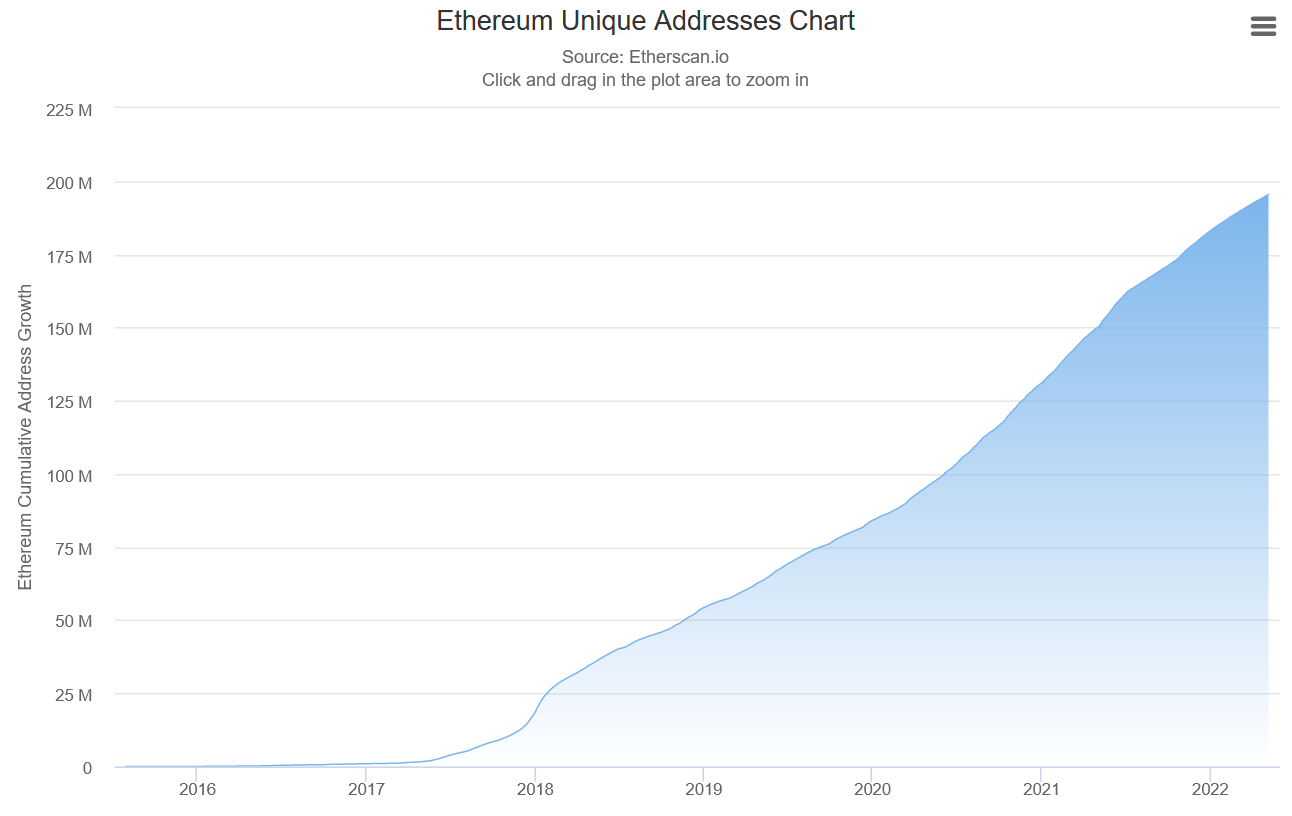 Ethereum Unique Addresses Chart
Source: Etherscan.io
Click and drag in the plot area to zoom in
Ethereum Cumulative Address Growth
225 M
200 M
175 M
150 M
125 M
100 M
75 M
50 M
25 M
0
2016 2017 2018 2019 2020 2021 2022